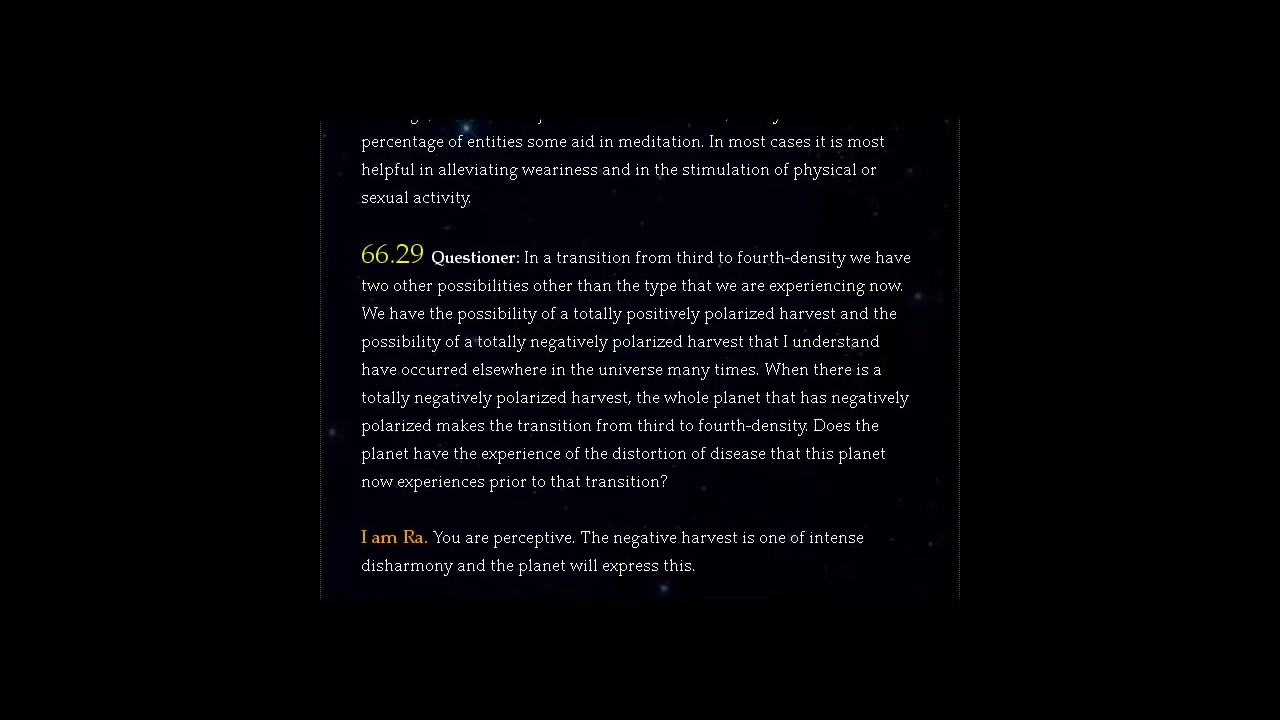 percentage of entities some aid in meditation. In most cases it is most
helpful in alleviating weariness and in the stimulation of physical or
sexual activity.
66.29 Questioner: In a transition from third to fourth-density we have
two other possibilities other than the type that we are experiencing now.
We have the possibility of a totally positively polarized harvest and the
possibility of a totally negatively polarized harvest that I understand
have occurred elsewhere in the universe many times. When there is a
totally negatively polarized harvest, the whole planet that has negatively
polarized makes the transition from third to fourth-density. Does the
planet have the experience of the distortion of disease that this planet
now experiences prior to that transition?
I am Ra. You are perceptive. The negative harvest is one of intense
disharmony and the planet will express this.